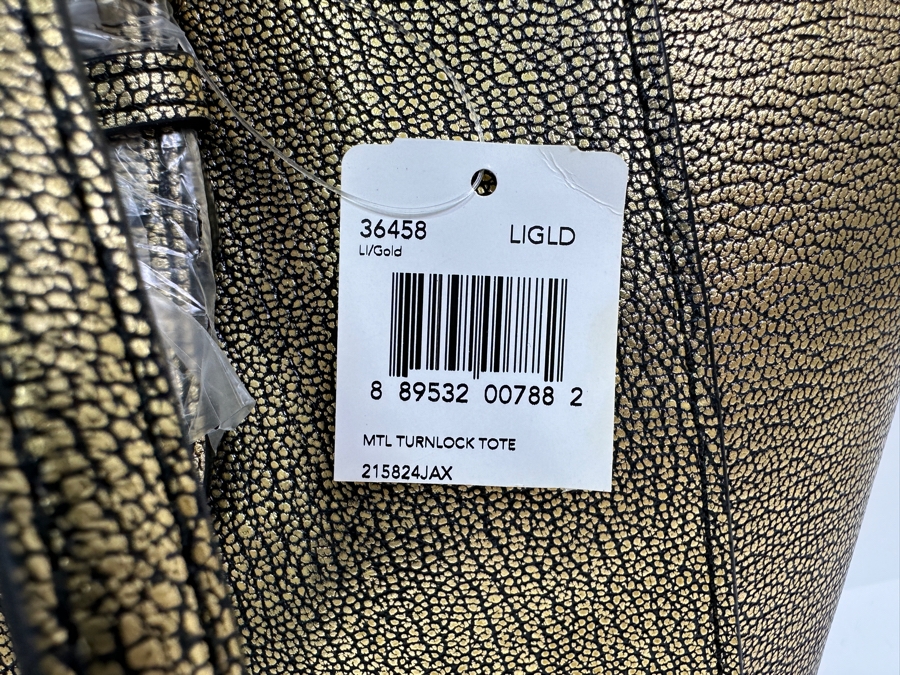 36458 LIGLD
LI/Gold
8 89532 00788 2
MTL TURNLOCK TOTE
215824JAX